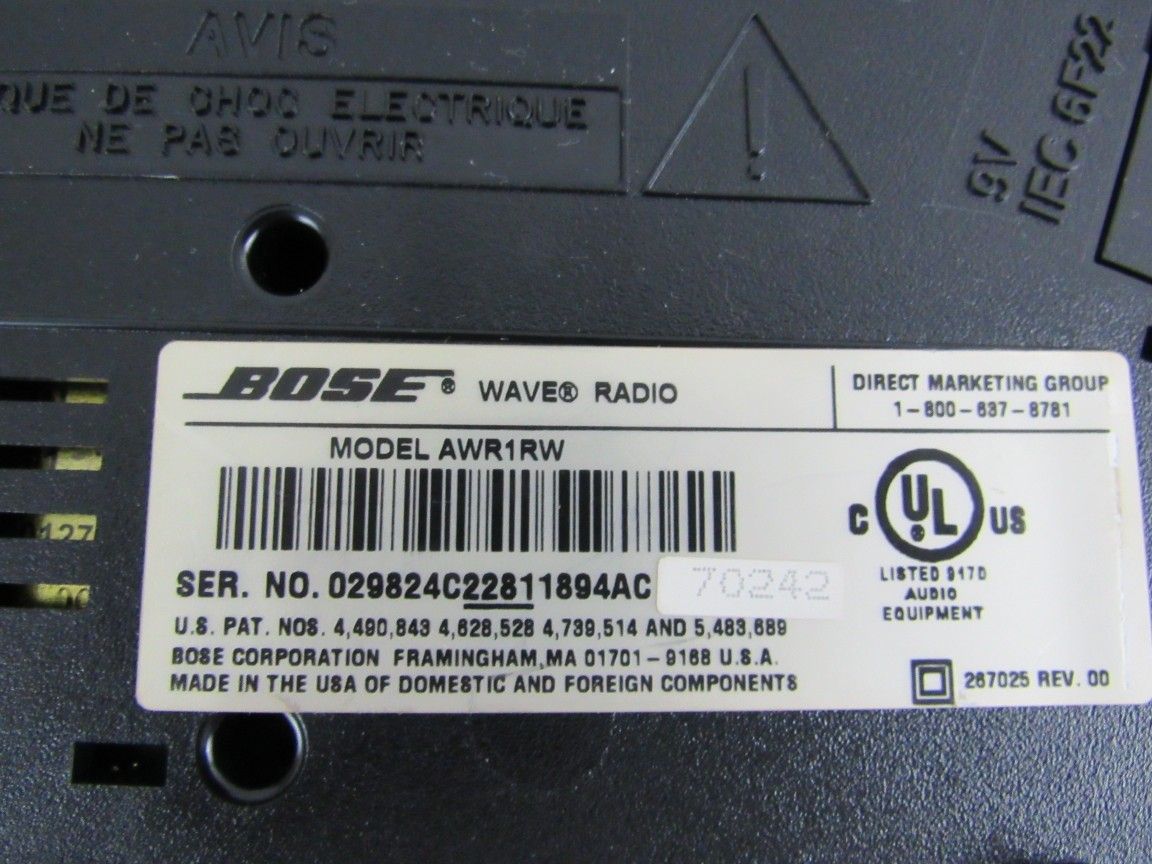 AVIS
QUE DE CHOC ELECTRIQUE
NE PAS OUVRIR
!
9V
IEC 6F22
BOSE® WAVE® RADIO
DIRECT MARKETING GROUP
1-800-637-8781
MODEL AWR1RW
C UL® US
LISTED 917D
AUDIO
EQUIPMENT
127
SER. NO. 029824C22811894AC
70242
U.S. PAT. NOS. 4,490,843 4,628,528 4,739,514 AND 5,483,689
BOSE CORPORATION FRAMINGHAM, MA 01701-9168 U.S.A.
MADE IN THE USA OF DOMESTIC AND FOREIGN COMPONENTS
267025 REV. 00